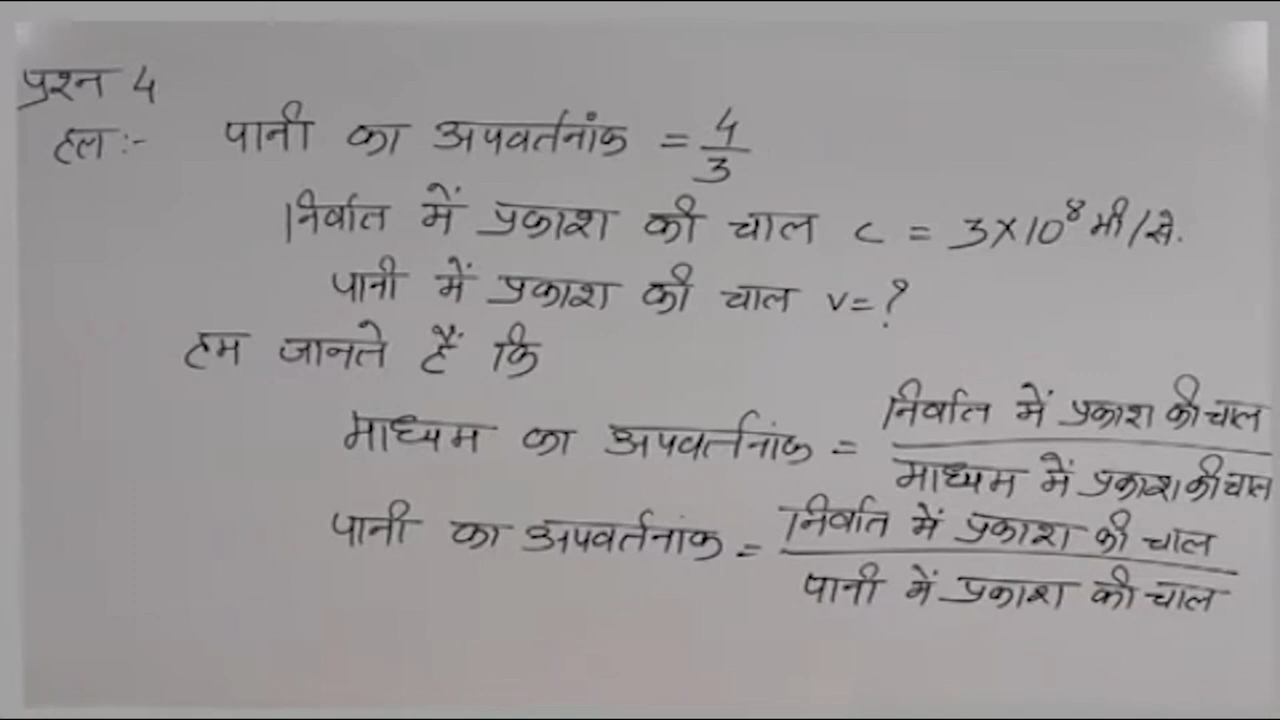 प्रश्न 4
हल :- पानी का अपवर्तनांक = 4/3
निर्वात में प्रकाश की चाल c = 3×10⁸ मी/से.
पानी में प्रकाश की चाल v=?
हम जानते हैं कि
माध्यम का अपवर्तनांक = निर्वात में प्रकाश की चाल / माध्यम में प्रकाश की चाल
पानी का अपवर्तनांक = निर्वात में प्रकाश की चाल / पानी में प्रकाश की चाल